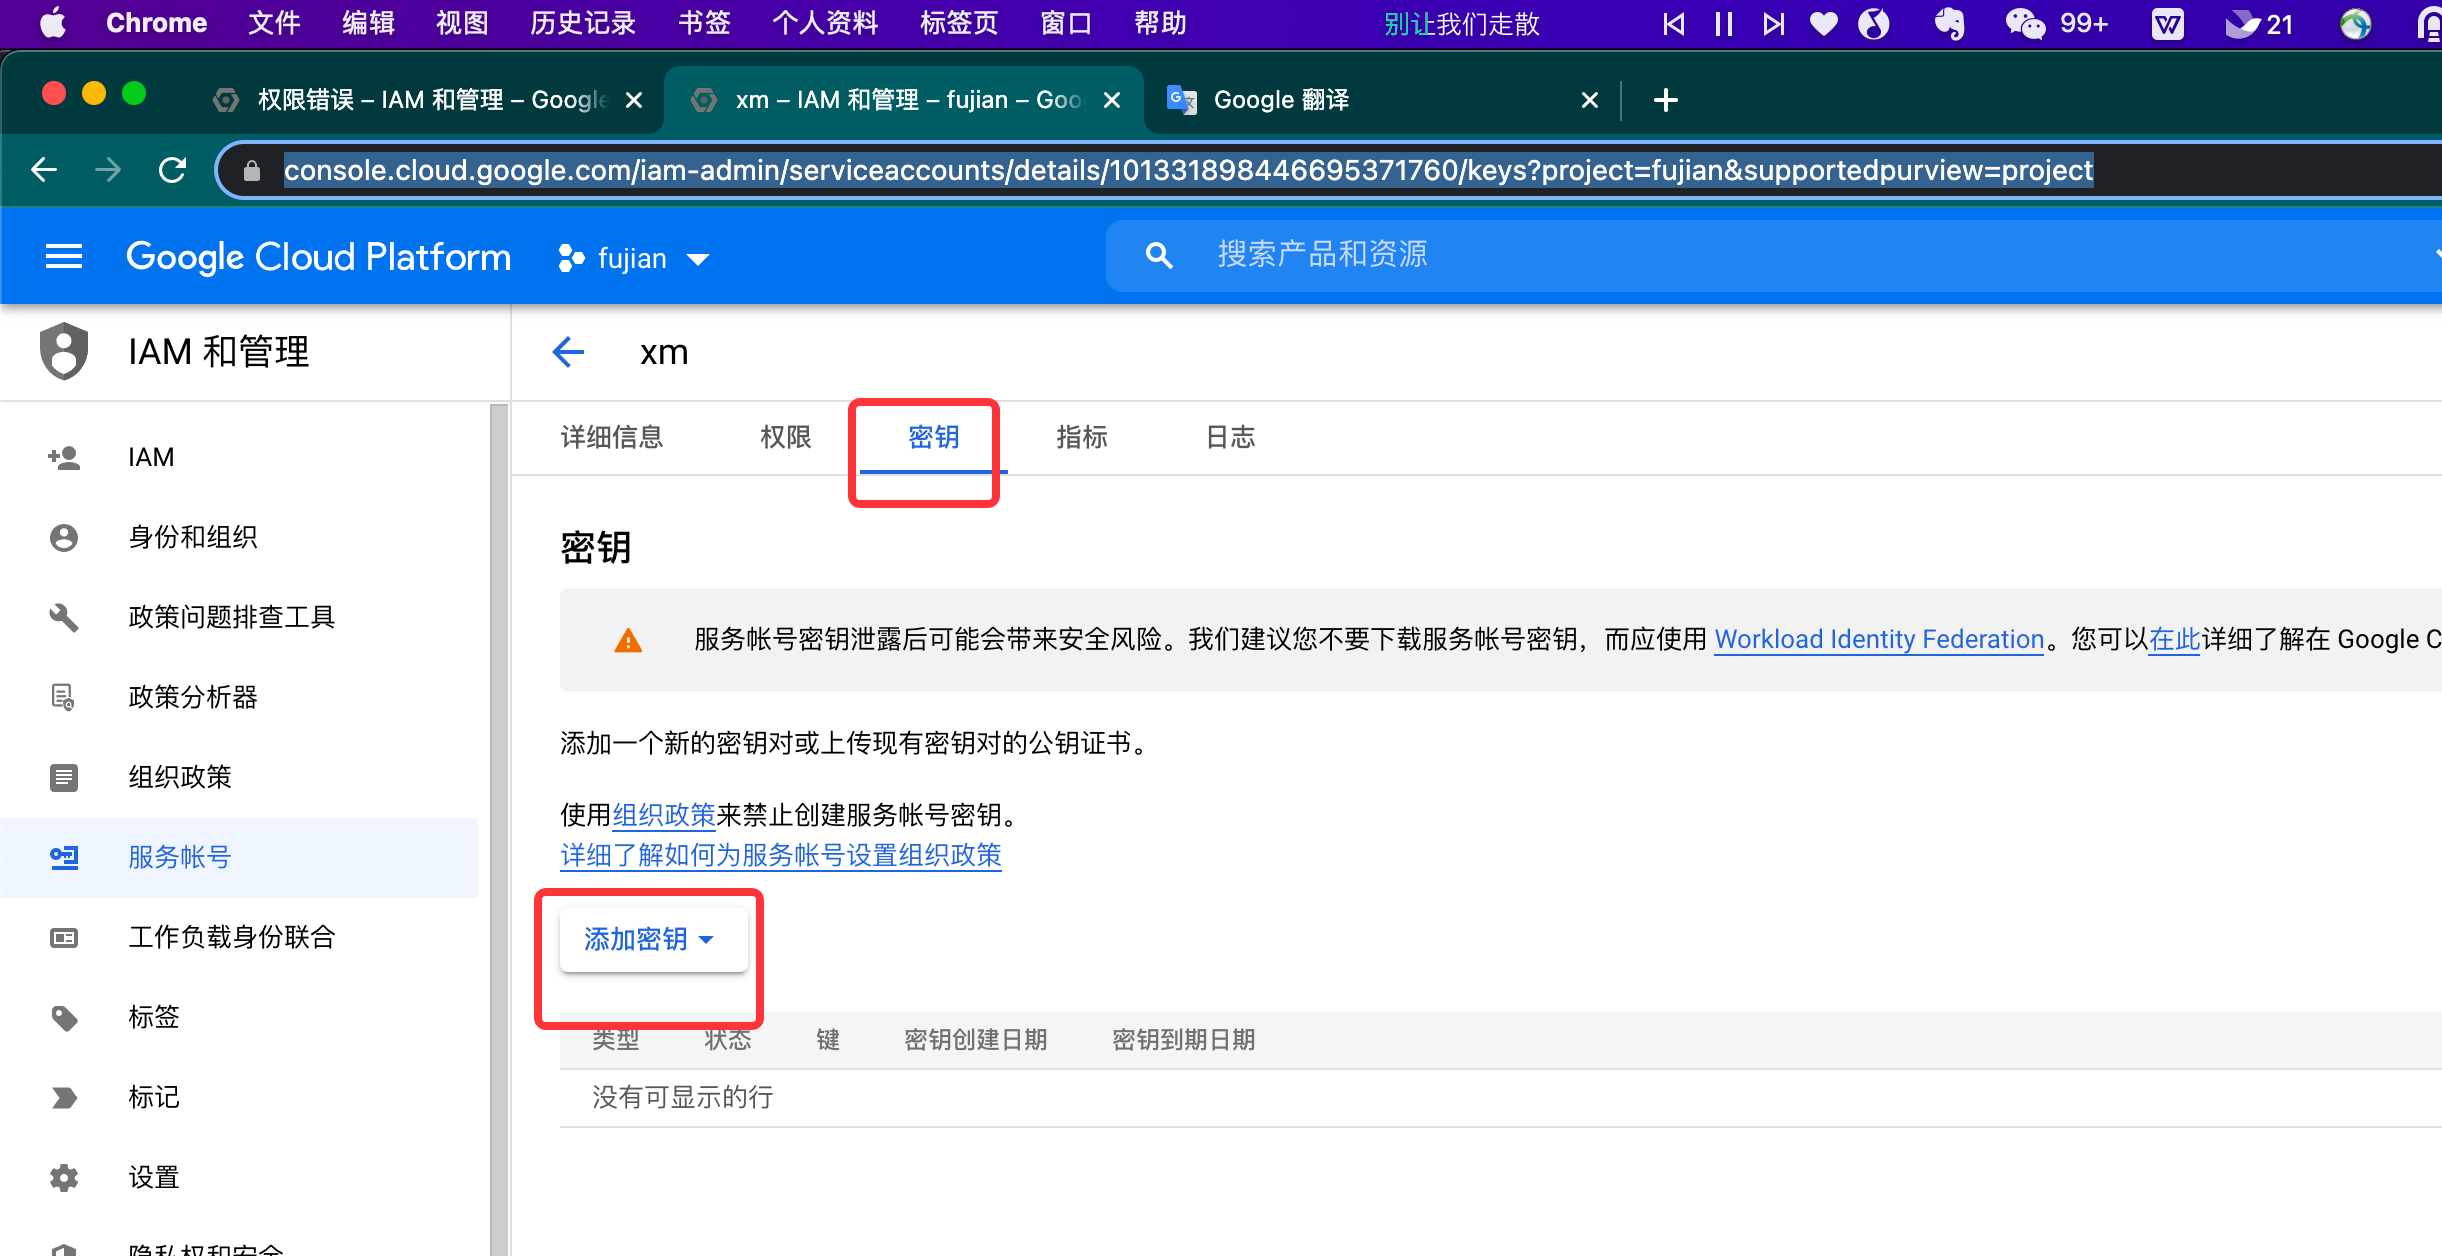 Chrome 文件 编辑 视图 历史记录 书签 个人资料 标签页 窗口 帮助 别让我们走散 99+ 21
权限错误 – IAM 和管理 – Google xm – IAM 和管理 – fujian – Goo Google 翻译
console.cloud.google.com/iam-admin/serviceaccounts/details/101331898446695371760/keys?project=fujian&supportedpurview=project
Google Cloud Platform fujian 搜索产品和资源
IAM 和管理 xm
详细信息 权限 密钥 指标 日志
IAM
身份和组织
政策问题排查工具
政策分析器
组织政策
服务帐号
工作负载身份联合
标签
标记
设置
隐私权和安全
密钥
服务帐号密钥泄露后可能会带来安全风险。我们建议您不要下载服务帐号密钥，而应使用 Workload Identity Federation。您可以在此详细了解在 Google C
添加一个新的密钥对或上传现有密钥对的公钥证书。
使用组织政策来禁止创建服务帐号密钥。
详细了解如何为服务帐号设置组织政策
添加密钥
类型 状态 键 密钥创建日期 密钥到期日期
没有可显示的行